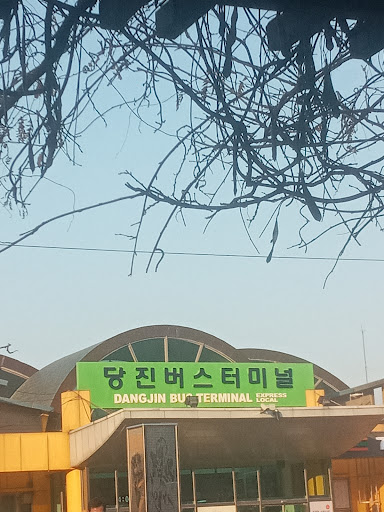 당진버스터미널
DANGJIN BUS TERMINAL EXPRESS
LOCAL